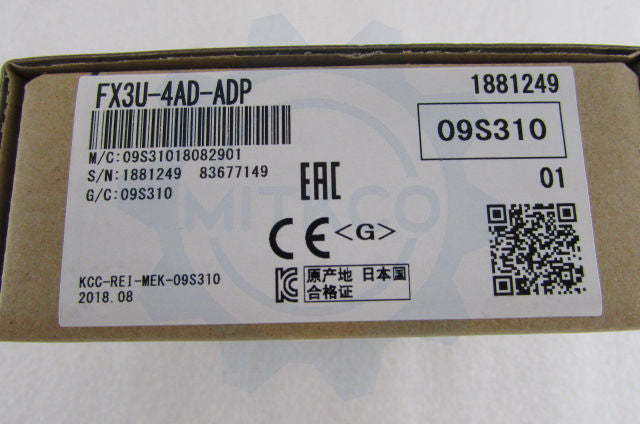 FX3U-4AD-ADP
1881249
09S310
M/C:09S31018082901
S/N:1881249 83677149
G/C:09S310
01
EAC
CE <G>
KCC-REI-MEK-09S310
2018.08
原产地 日本国
合格证
MITKCO